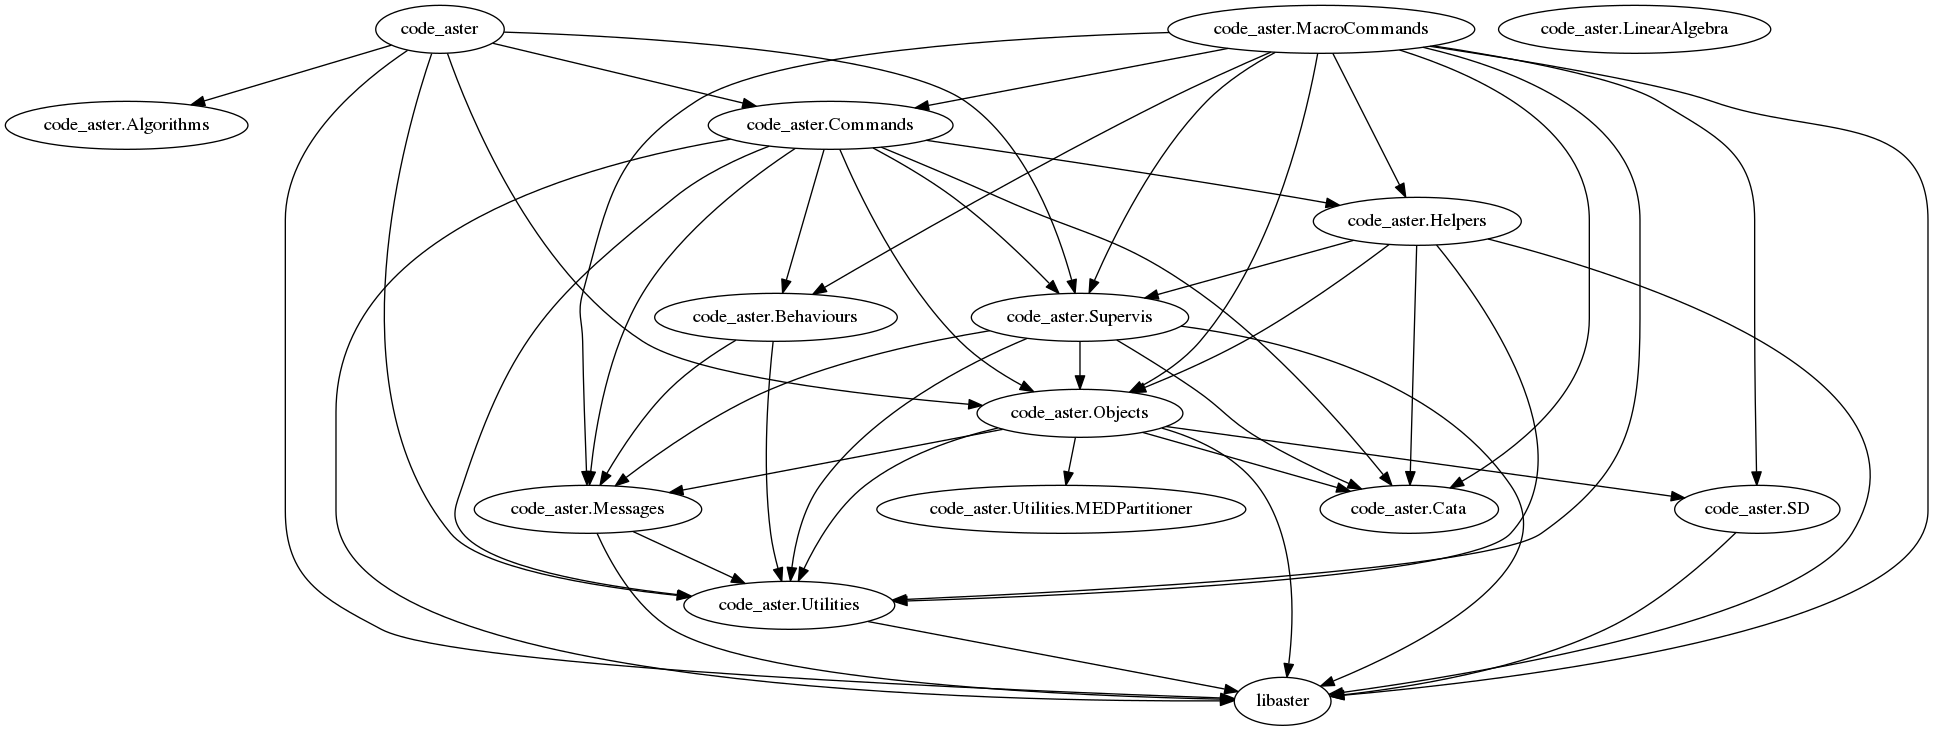 code_aster
code_aster.MacroCommands
code_aster.LinearAlgebra
code_aster.Algorithms
code_aster.Commands
code_aster.Helpers
code_aster.Behaviours
code_aster.Supervis
code_aster.Objects
code_aster.Messages
code_aster.Utilities.MEDPartitioner
code_aster.Cata
code_aster.SD
code_aster.Utilities
libaster